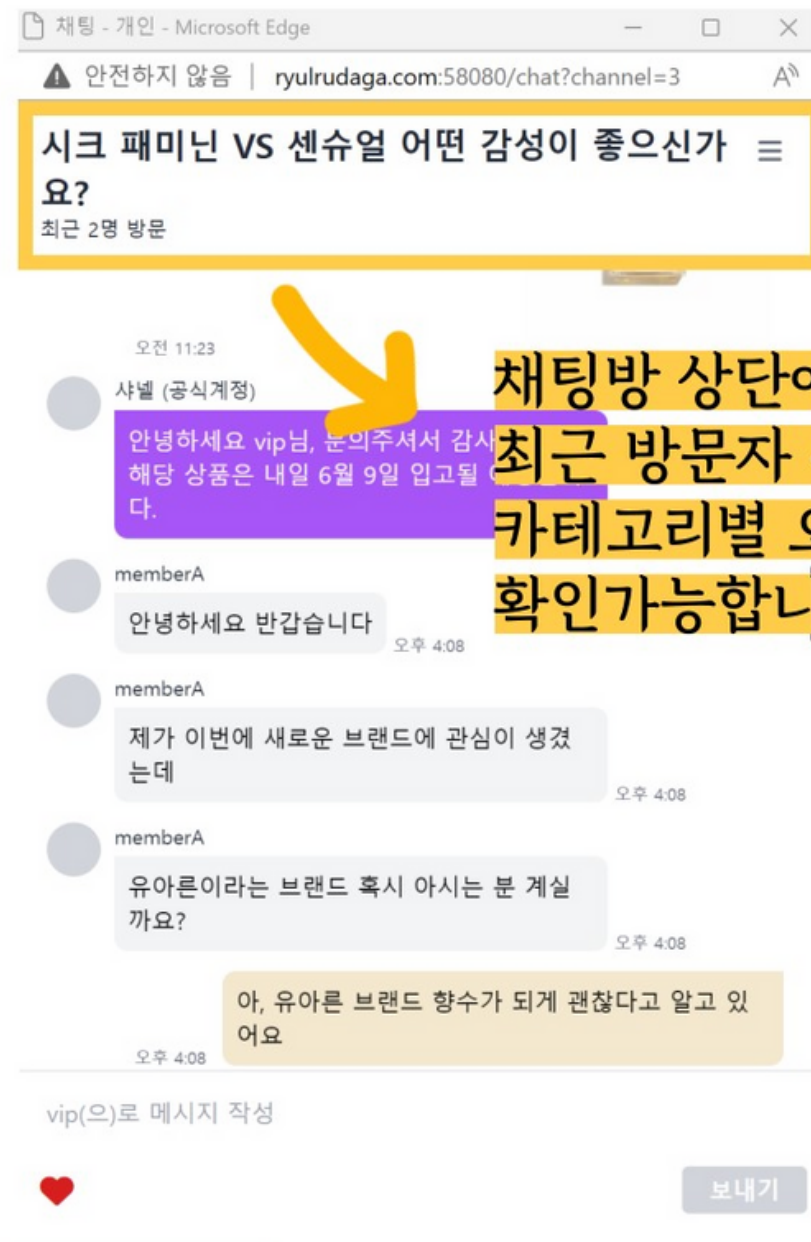 채팅 - 개인 - Microsoft Edge
안전하지 않음 | ryulrudaga.com:58080/chat?channel=3
시크 패미닌 VS 센슈얼 어떤 감성이 좋으신가
요?
최근 2명 방문
오전 11:23
샤넬 (공식계정)
안녕하세요 vip님, 문의주셔서 감사
해당 상품은 내일 6월 9일 입고될
다.
채팅방 상단에
최근 방문자
카테고리별
확인가능합니
memberA
안녕하세요 반갑습니다
오후 4:08
memberA
제가 이번에 새로운 브랜드에 관심이 생겼
는데
오후 4:08
memberA
유아른이라는 브랜드 혹시 아시는 분 계실
까요?
오후 4:08
아, 유아른 브랜드 향수가 되게 괜찮다고 알고 있
어요
오후 4:08
vip(으)로 메시지 작성
보내기